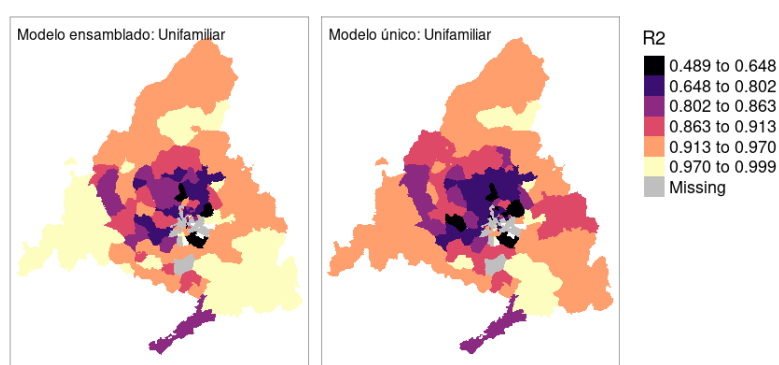 Modelo ensamblado: Unifamiliar
Modelo único: Unifamiliar
R2
0.489 to 0.648
0.648 to 0.802
0.802 to 0.863
0.863 to 0.913
0.913 to 0.970
0.970 to 0.999
Missing